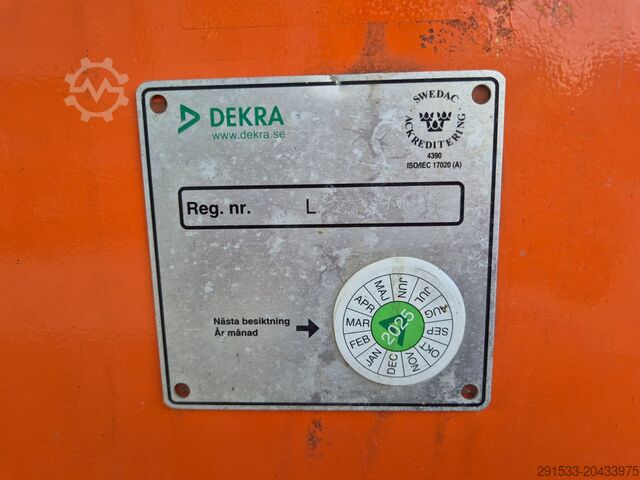 DEKRA
www.dekra.se
SWEDAC
ACKREDITERING
4390
ISO/IEC 17020 (A)
Reg. nr. L
Nästa besiktning
År månad
JAN
FEB
MAR
APR
MAJ
JUN
JUL
AUG
SEP
OKT
NOV
DEC
2025
291533-20433975